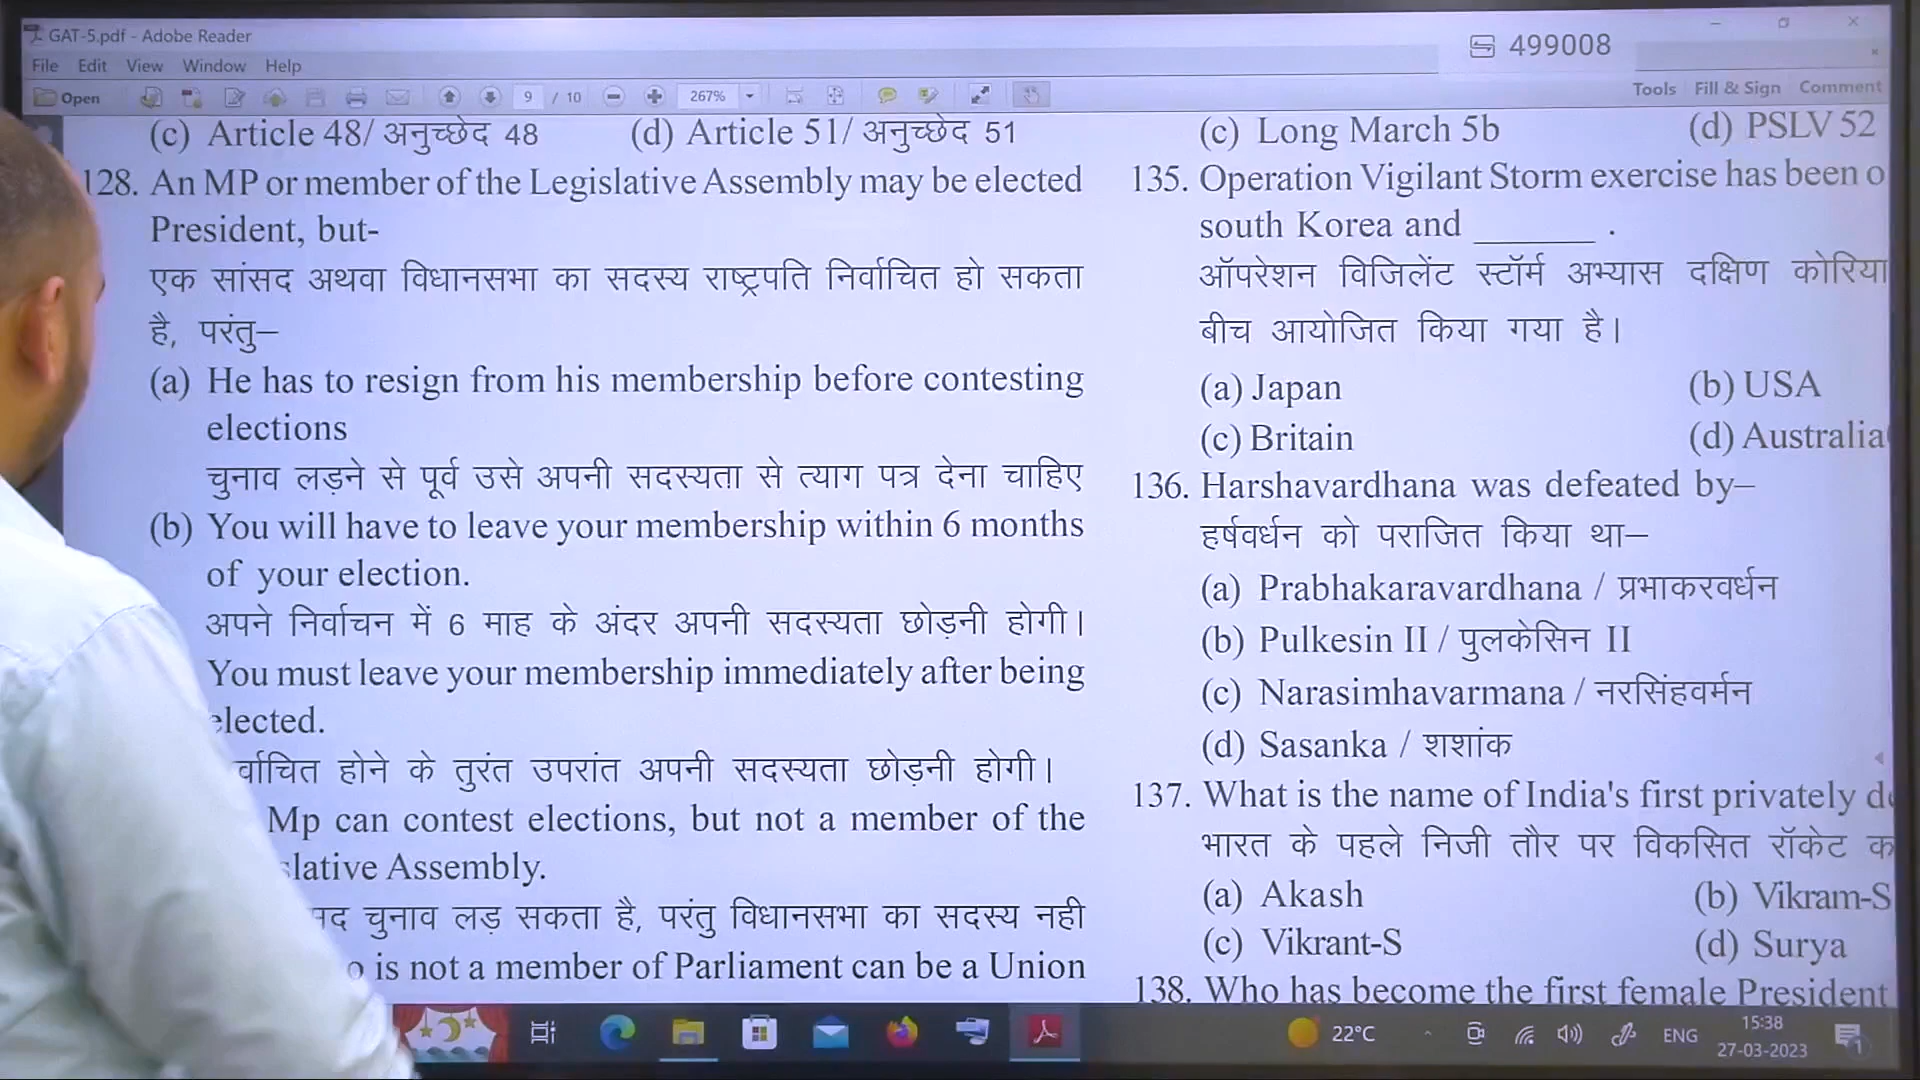 GAT-5.pdf - Adobe Reader
499008
File Edit View Window Help
Open 9 / 10 267% Tools Fill & Sign Comment
(c) Article 48/ अनुच्छेद 48 (d) Article 51/ अनुच्छेद 51
128. An MP or member of the Legislative Assembly may be elected
President, but-
एक सांसद अथवा विधानसभा का सदस्य राष्ट्रपति निर्वाचित हो सकता
है, परंतु–
(a) He has to resign from his membership before contesting
elections
चुनाव लड़ने से पूर्व उसे अपनी सदस्यता से त्याग पत्र देना चाहिए
(b) You will have to leave your membership within 6 months
of your election.
अपने निर्वाचन में 6 माह के अंदर अपनी सदस्यता छोड़नी होगी।
You must leave your membership immediately after being
elected.
र्वाचित होने के तुरंत उपरांत अपनी सदस्यता छोड़नी होगी।
Mp can contest elections, but not a member of the
slative Assembly.
चुनाव लड़ सकता है, परंतु विधानसभा का सदस्य नही
o is not a member of Parliament can be a Union
(c) Long March 5b (d) PSLV 52
135. Operation Vigilant Storm exercise has been o
south Korea and ______ .
ऑपरेशन विजिलेंट स्टॉर्म अभ्यास दक्षिण कोरिया
बीच आयोजित किया गया है।
(a) Japan (b) USA
(c) Britain (d) Australia
136. Harshavardhana was defeated by–
हर्षवर्धन को पराजित किया था–
(a) Prabhakaravardhana / प्रभाकरवर्धन
(b) Pulkesin II / पुलकेसिन II
(c) Narasimhavarmana / नरसिंहवर्मन
(d) Sasanka / शशांक
137. What is the name of India's first privately d
भारत के पहले निजी तौर पर विकसित रॉकेट क
(a) Akash (b) Vikram-S
(c) Vikrant-S (d) Surya
138. Who has become the first female President
22°C ENG 15:38
27-03-2023
1